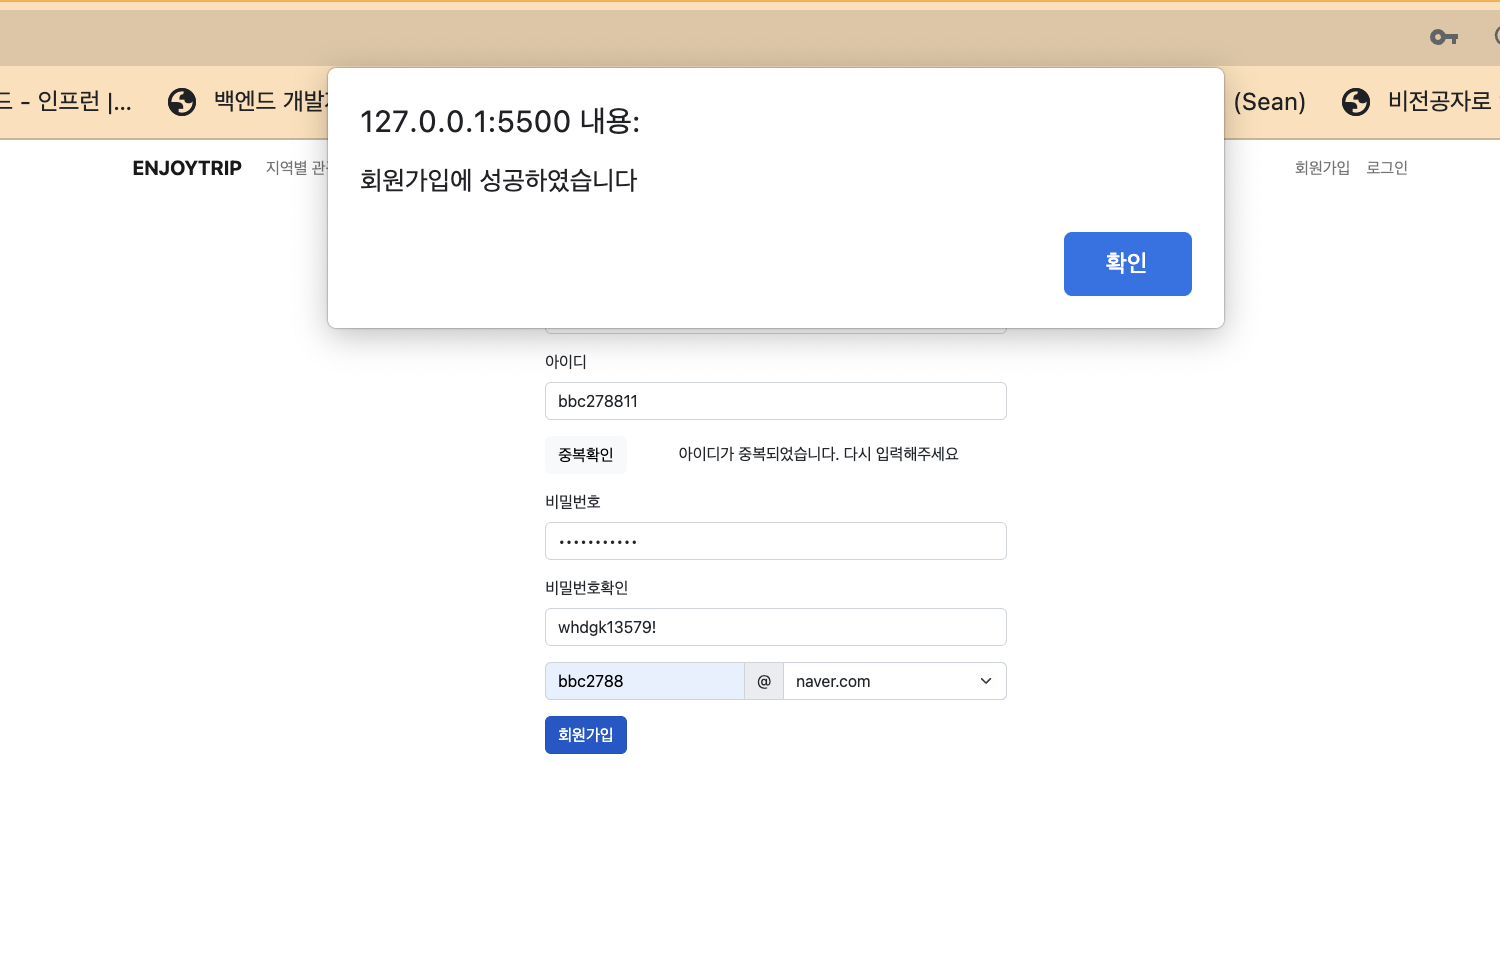 드 - 인프런 |... 백엔드 개발 (Sean) 비전공자로
127.0.0.1:5500 내용:
회원가입에 성공하였습니다
확인
ENJOYTRIP 지역별 회원가입 로그인
아이디
bbc278811
중복확인 아이디가 중복되었습니다. 다시 입력해주세요
비밀번호
•••••••••••
비밀번호확인
whdgk13579!
bbc2788 @ naver.com
회원가입